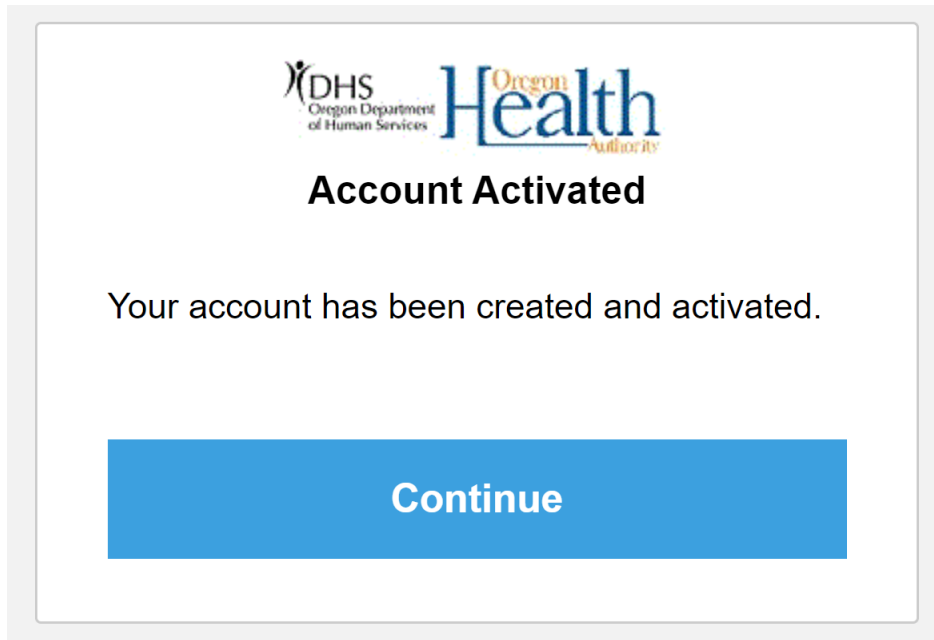 DHS
Oregon Department
of Human Services
Oregon
Health
Authority
Account Activated
Your account has been created and activated.
Continue